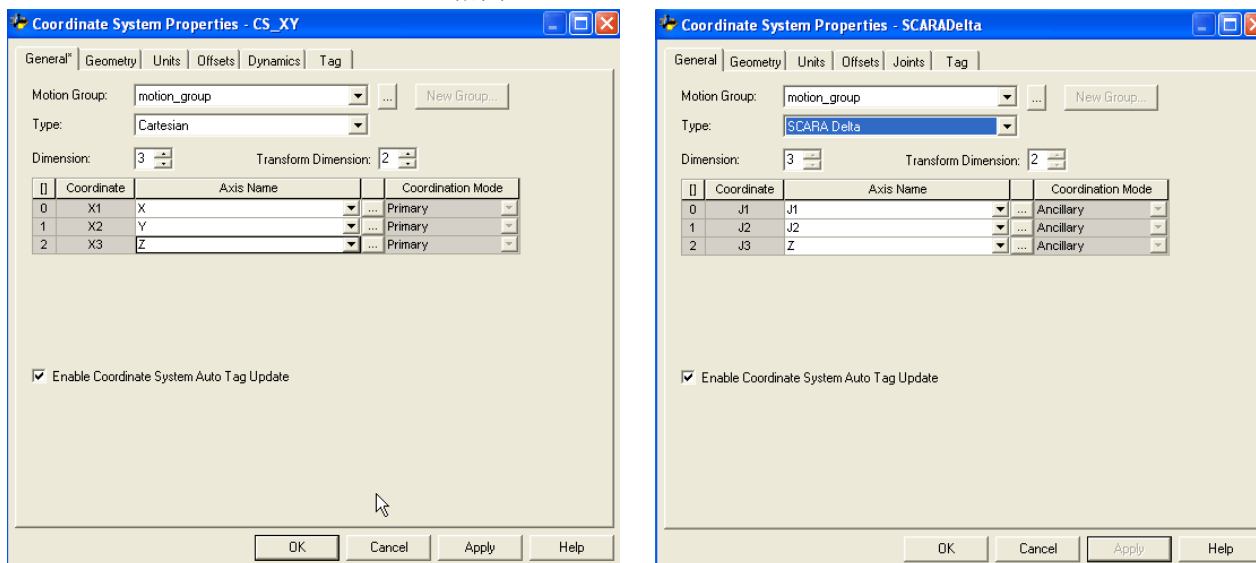 Coordinate System Properties - CS_XY
General* Geometry Units Offsets Dynamics Tag
Motion Group: motion_group ... New Group...
Type: Cartesian
Dimension: 3 Transform Dimension: 2
[] Coordinate Axis Name Coordination Mode
0 X1 X ... Primary
1 X2 Y ... Primary
2 X3 Z ... Primary
Enable Coordinate System Auto Tag Update
OK Cancel Apply Help
Coordinate System Properties - SCARADelta
General Geometry Units Offsets Joints Tag
Motion Group: motion_group ... New Group...
Type: SCARA Delta
Dimension: 3 Transform Dimension: 2
[] Coordinate Axis Name Coordination Mode
0 J1 J1 ... Ancillary
1 J2 J2 ... Ancillary
2 J3 Z ... Ancillary
Enable Coordinate System Auto Tag Update
OK Cancel Apply Help